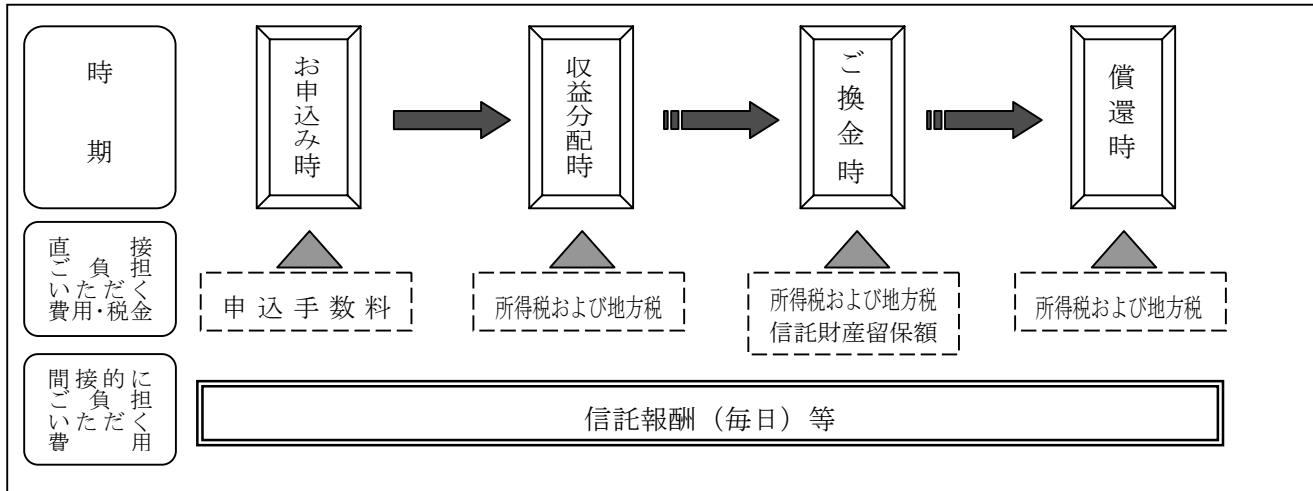 時期
お申込み時
収益分配時
ご換金時
償還時
直接
ご負担
いただく
費用・税金
申込手数料
所得税および地方税
所得税および地方税
信託財産留保額
所得税および地方税
間接的に
ご負担
いただく
費用
信託報酬（毎日）等